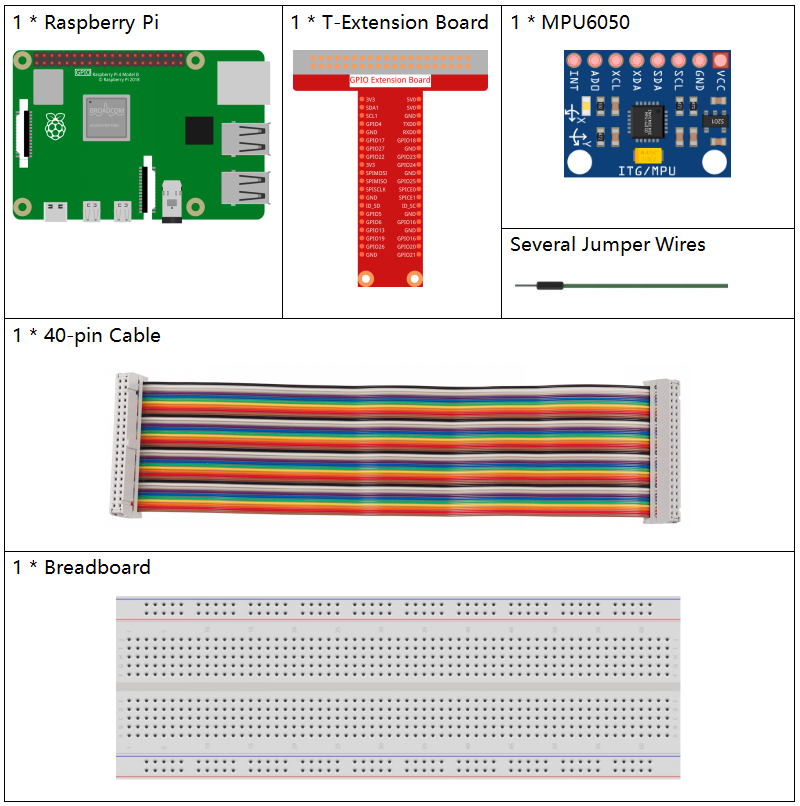 1 * Raspberry Pi
1 * T-Extension Board
1 * MPU6050
GPIO Raspberry Pi 4 Model B
© Raspberry Pi 2018
BROADCOM
GPIO Extension Board
3V3 5V0
SDA1 5V0
SCL1 GND
GPIO4 TXD0
GND RXD0
GPIO17 GPIO18
GPIO27 GND
GPIO22 GPIO23
3V3 GPIO24
SPIMOSI GND
SPIMISO GPIO25
SPISCLK SPICE0
GND SPICE1
ID_SD ID_SC
GPIO5 GND
GPIO6 GPIO16
GPIO13 GND
GPIO19 GPIO16
GPIO26 GPIO20
GND GPIO21
INT ADO XCL XDA SDA SCL GND VCC
X
Y
5201
ITG/MPU
Several Jumper Wires
1 * 40-pin Cable
1 * Breadboard